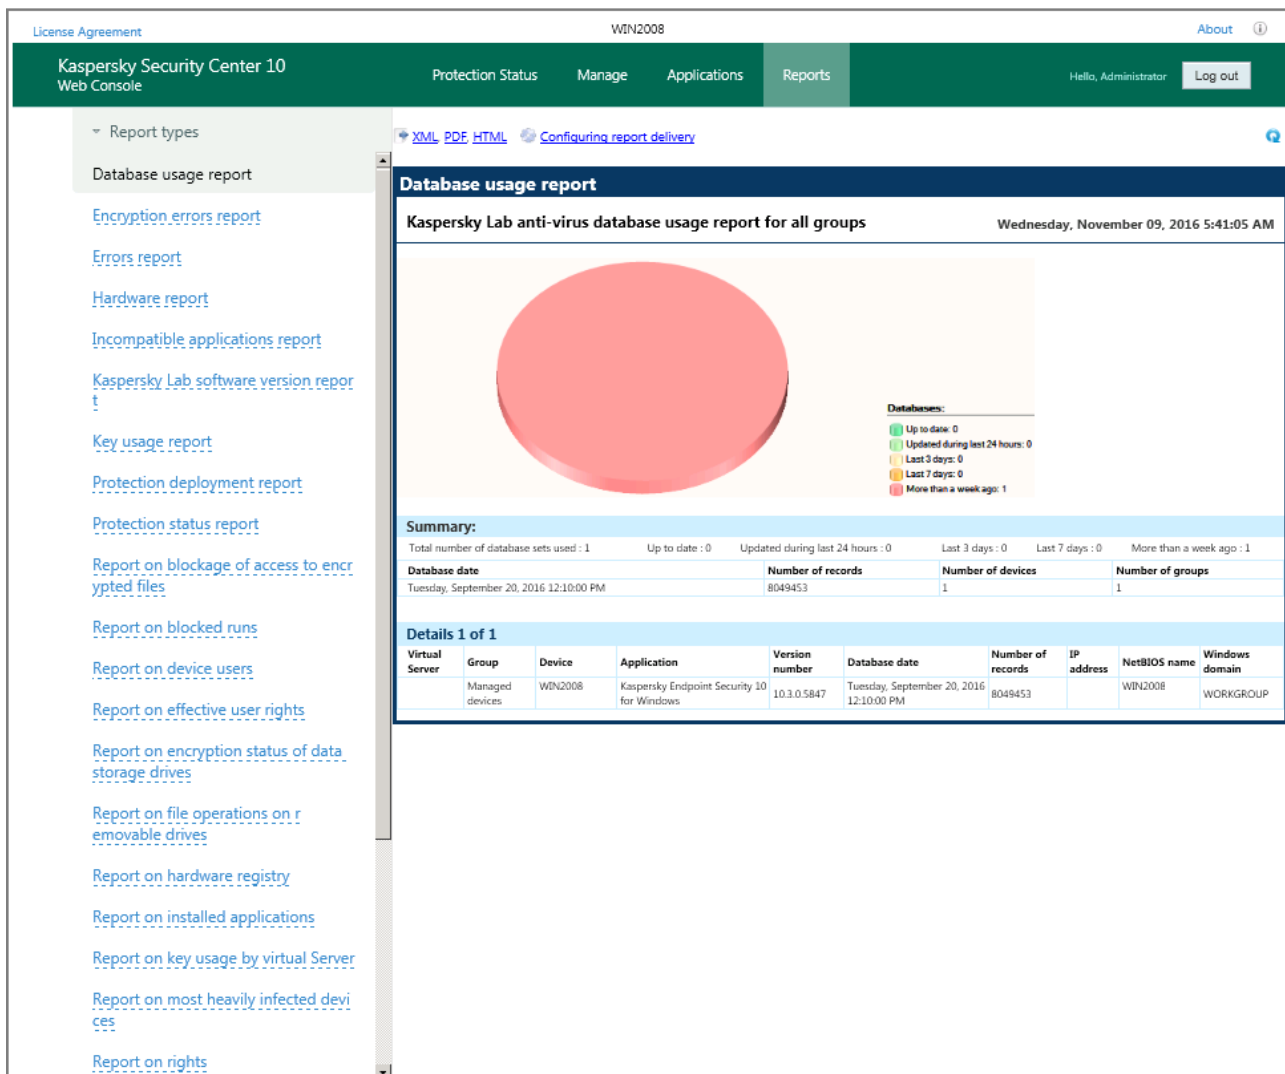 License Agreement
WIN2008
About
Kaspersky Security Center 10
Web Console
Protection Status
Manage
Applications
Reports
Hello, Administrator
Log out
Report types
Database usage report
Encryption errors report
Errors report
Hardware report
Incompatible applications report
Kaspersky Lab software version repor
t
Key usage report
Protection deployment report
Protection status report
Report on blockage of access to encr
ypted files
Report on blocked runs
Report on device users
Report on effective user rights
Report on encryption status of data
storage drives
Report on file operations on r
emovable drives
Report on hardware registry
Report on installed applications
Report on key usage by virtual Server
Report on most heavily infected devi
ces
Report on rights
XML, PDF, HTML Configuring report delivery
Database usage report
Kaspersky Lab anti-virus database usage report for all groups
Wednesday, November 09, 2016 5:41:05 AM
Databases:
Up to date: 0
Updated during last 24 hours: 0
Last 3 days: 0
Last 7 days: 0
More than a week ago: 1
Summary:
Total number of database sets used : 1 Up to date : 0 Updated during last 24 hours : 0 Last 3 days : 0 Last 7 days : 0 More than a week ago : 1
Database date Number of records Number of devices Number of groups
Tuesday, September 20, 2016 12:10:00 PM 8049453 1 1
Details 1 of 1
Virtual Server Group Device Application Version number Database date Number of records IP address NetBIOS name Windows domain
Managed devices WIN2008 Kaspersky Endpoint Security 10 for Windows 10.3.0.5847 Tuesday, September 20, 2016 12:10:00 PM 8049453 WIN2008 WORKGROUP